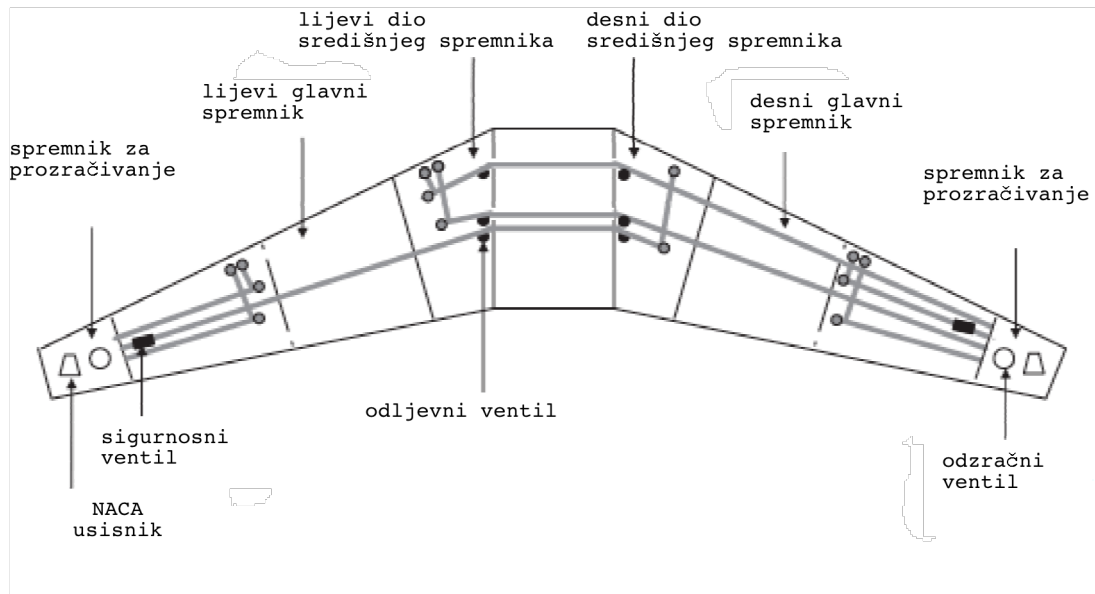 lijevi dio
središnjeg spremnika
desni dio
središnjeg spremnika
lijevi glavni
spremnik
desni glavni
spremnik
spremnik za
prozračivanje
spremnik za
prozračivanje
odljevni ventil
sigurnosni
ventil
odzračni
ventil
NACA
usisnik